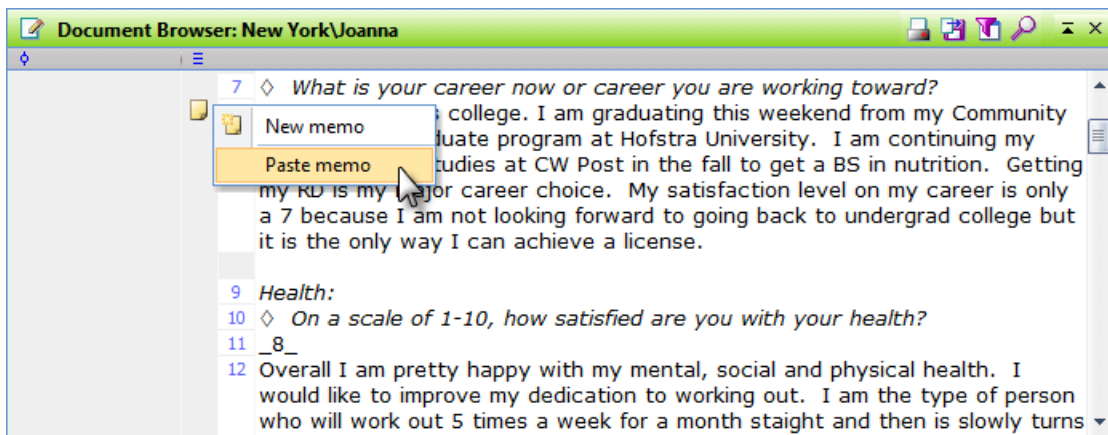 Document Browser: New York\Joanna
7 ◊ What is your career now or career you are working toward?
New memo
Paste memo
college. I am graduating this weekend from my Community
duate program at Hofstra University. I am continuing my
tudies at CW Post in the fall to get a BS in nutrition. Getting
my RD is my major career choice. My satisfaction level on my career is only
a 7 because I am not looking forward to going back to undergrad college but
it is the only way I can achieve a license.
9 Health:
10 ◊ On a scale of 1-10, how satisfied are you with your health?
11 _8_
12 Overall I am pretty happy with my mental, social and physical health. I
would like to improve my dedication to working out. I am the type of person
who will work out 5 times a week for a month staight and then is slowly turns